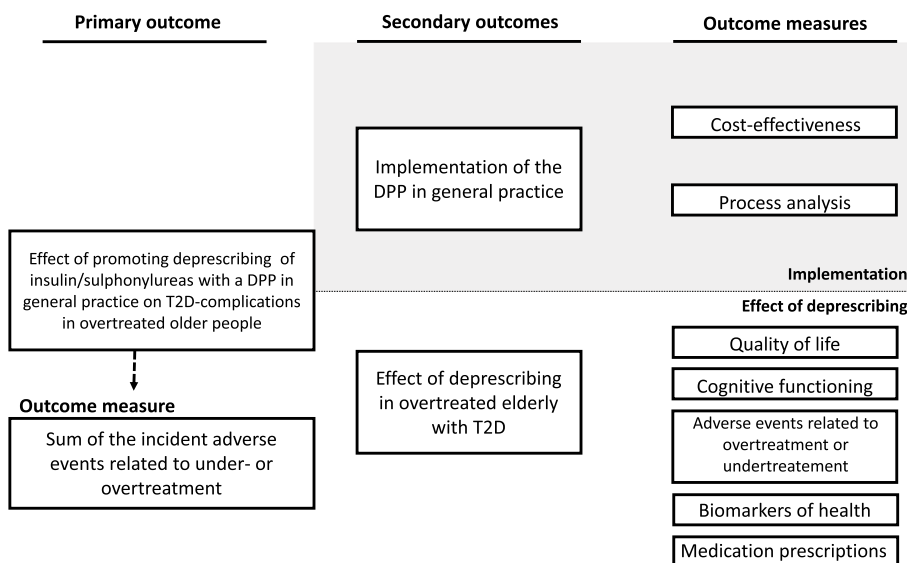 Primary outcome
Secondary outcomes
Outcome measures
Effect of promoting deprescribing of
insulin/sulphonylureas with a DPP in
general practice on T2D-complications
in overtreated older people
Outcome measure
Sum of the incident adverse
events related to under- or
overtreatment
Implementation of the
DPP in general practice
Effect of deprescribing
in overtreated elderly
with T2D
Cost-effectiveness
Process analysis
Implementation
Effect of deprescribing
Quality of life
Cognitive functioning
Adverse events related to
overtreatment or
undertreatement
Biomarkers of health
Medication prescriptions